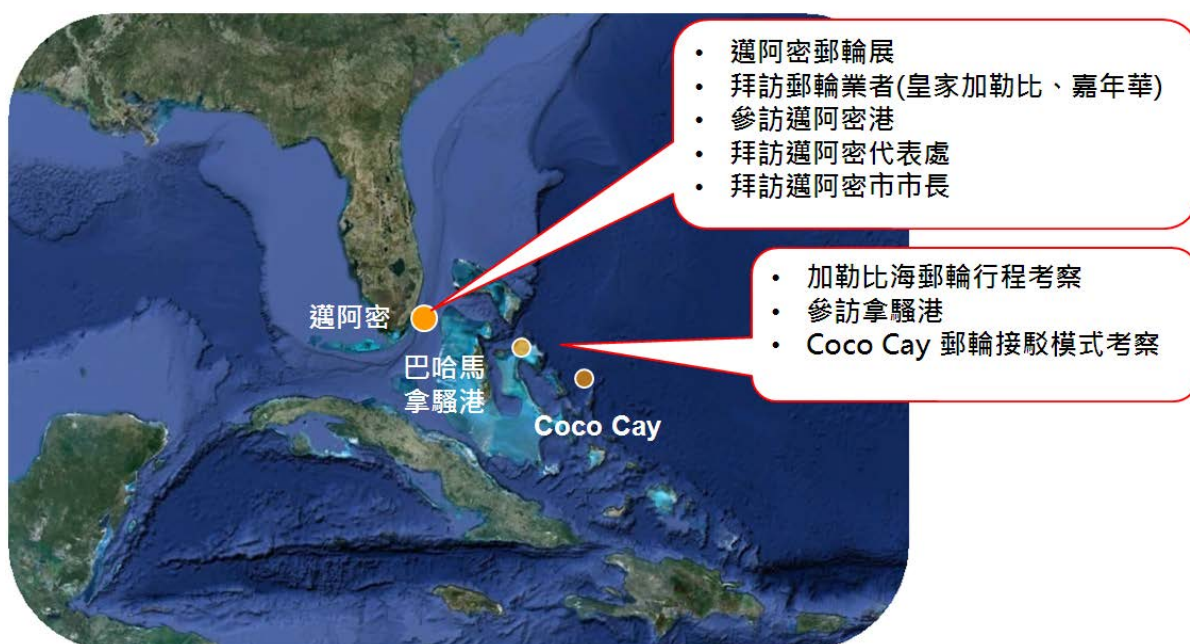 • 邁阿密郵輪展
• 拜訪郵輪業者(皇家加勒比、嘉年華)
• 參訪邁阿密港
• 拜訪邁阿密代表處
• 拜訪邁阿密市市長
• 加勒比海郵輪行程考察
• 參訪拿騷港
• Coco Cay 郵輪接駁模式考察
邁阿密
巴哈馬
拿騷港
Coco Cay